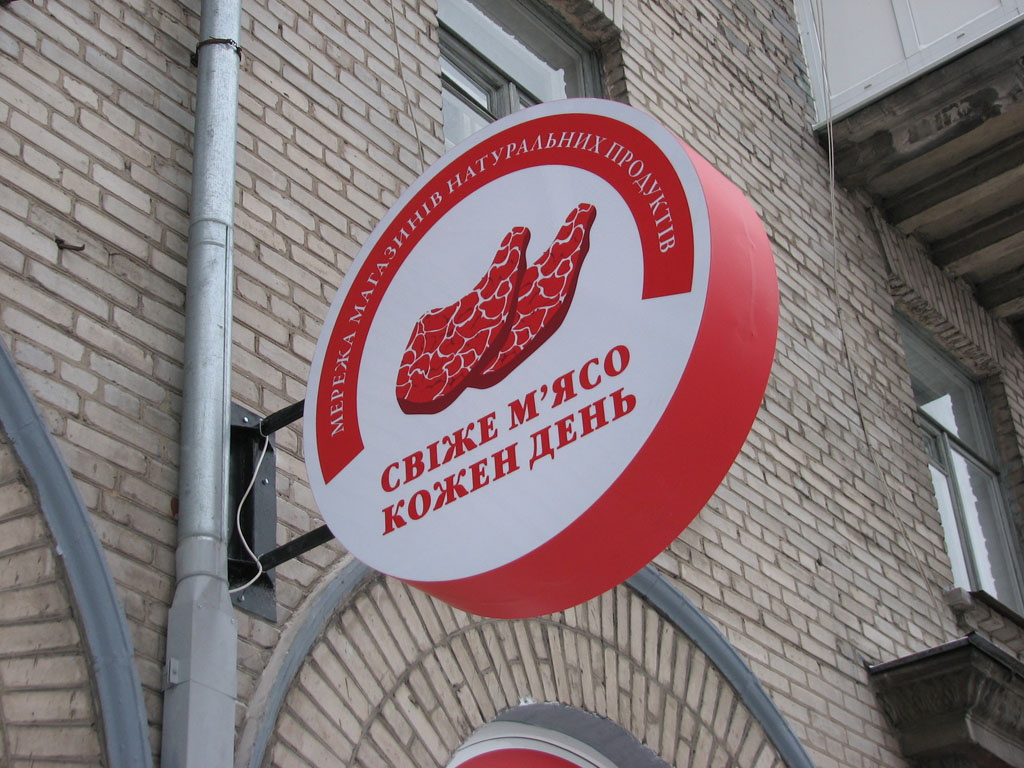 МЕРЕЖА МАГАЗИНІВ НАТУРАЛЬНИХ ПРОДУКТІВ
СВІЖЕ М'ЯСО
КОЖЕН ДЕНЬ